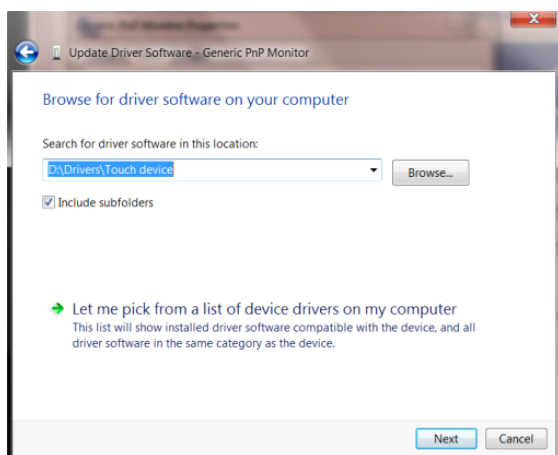 Update Driver Software - Generic PnP Monitor
Browse for driver software on your computer
Search for driver software in this location:
D:\Drivers\Touch device
Browse...
Include subfolders
Let me pick from a list of device drivers on my computer
This list will show installed driver software compatible with the device, and all
driver software in the same category as the device.
Next
Cancel